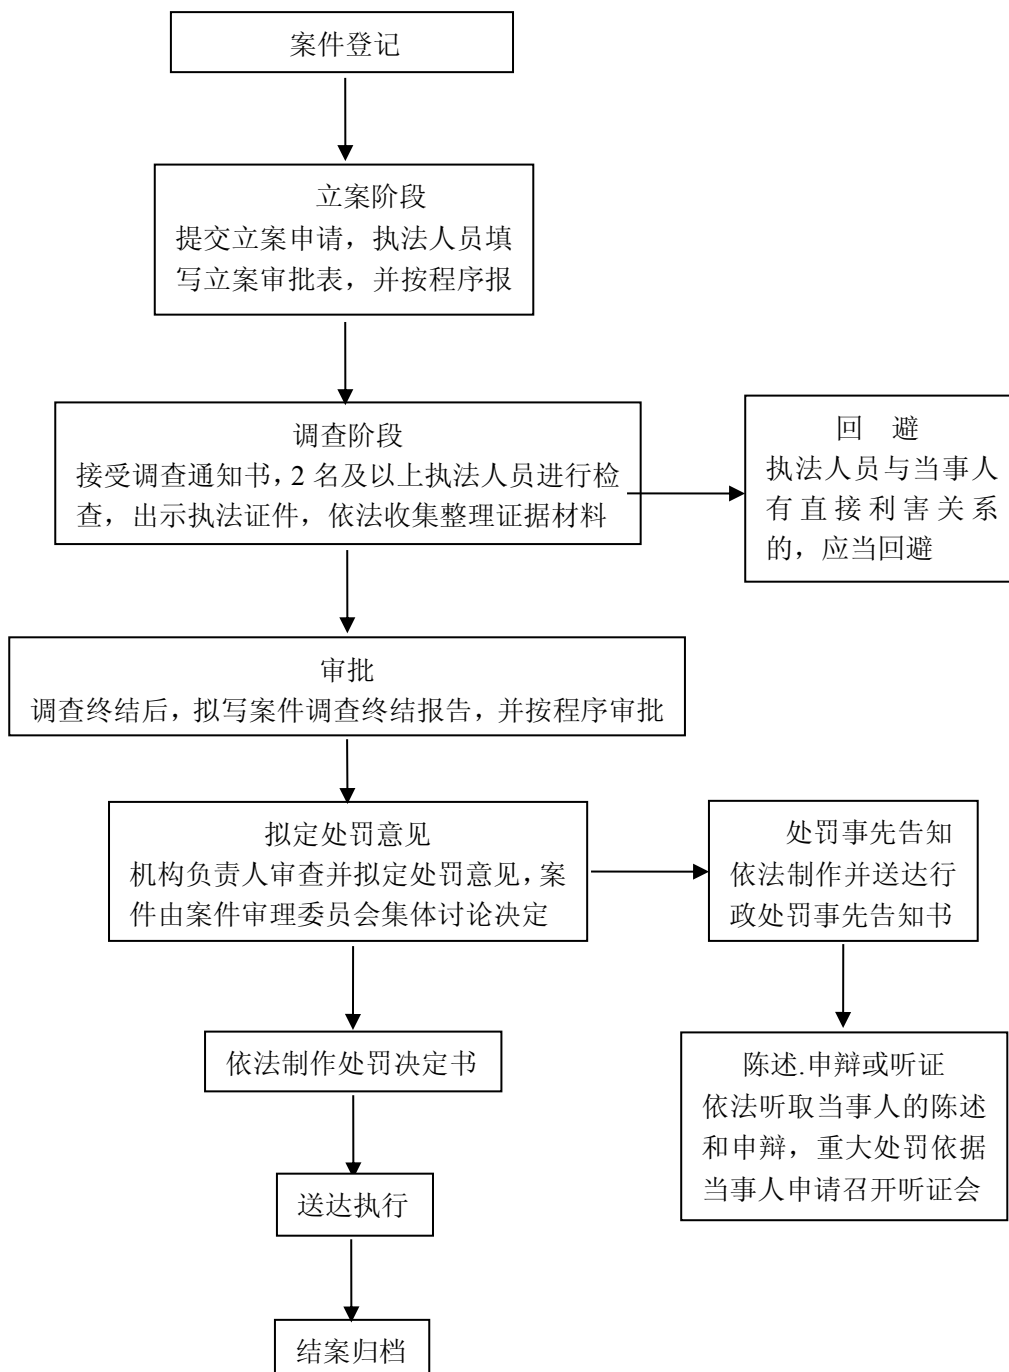 案件登记
立案阶段
提交立案申请，执法人员填
写立案审批表，并按程序报
调查阶段
接受调查通知书，2 名及以上执法人员进行检
查，出示执法证件，依法收集整理证据材料
回 避
执法人员与当事人
有直接利害关系
的，应当回避
审批
调查终结后，拟写案件调查终结报告，并按程序审批
拟定处罚意见
机构负责人审查并拟定处罚意见，案
件由案件审理委员会集体讨论决定
处罚事先告知
依法制作并送达行
政处罚事先告知书
依法制作处罚决定书
陈述.申辩或听证
依法听取当事人的陈述
和申辩，重大处罚依据
当事人申请召开听证会
送达执行
结案归档